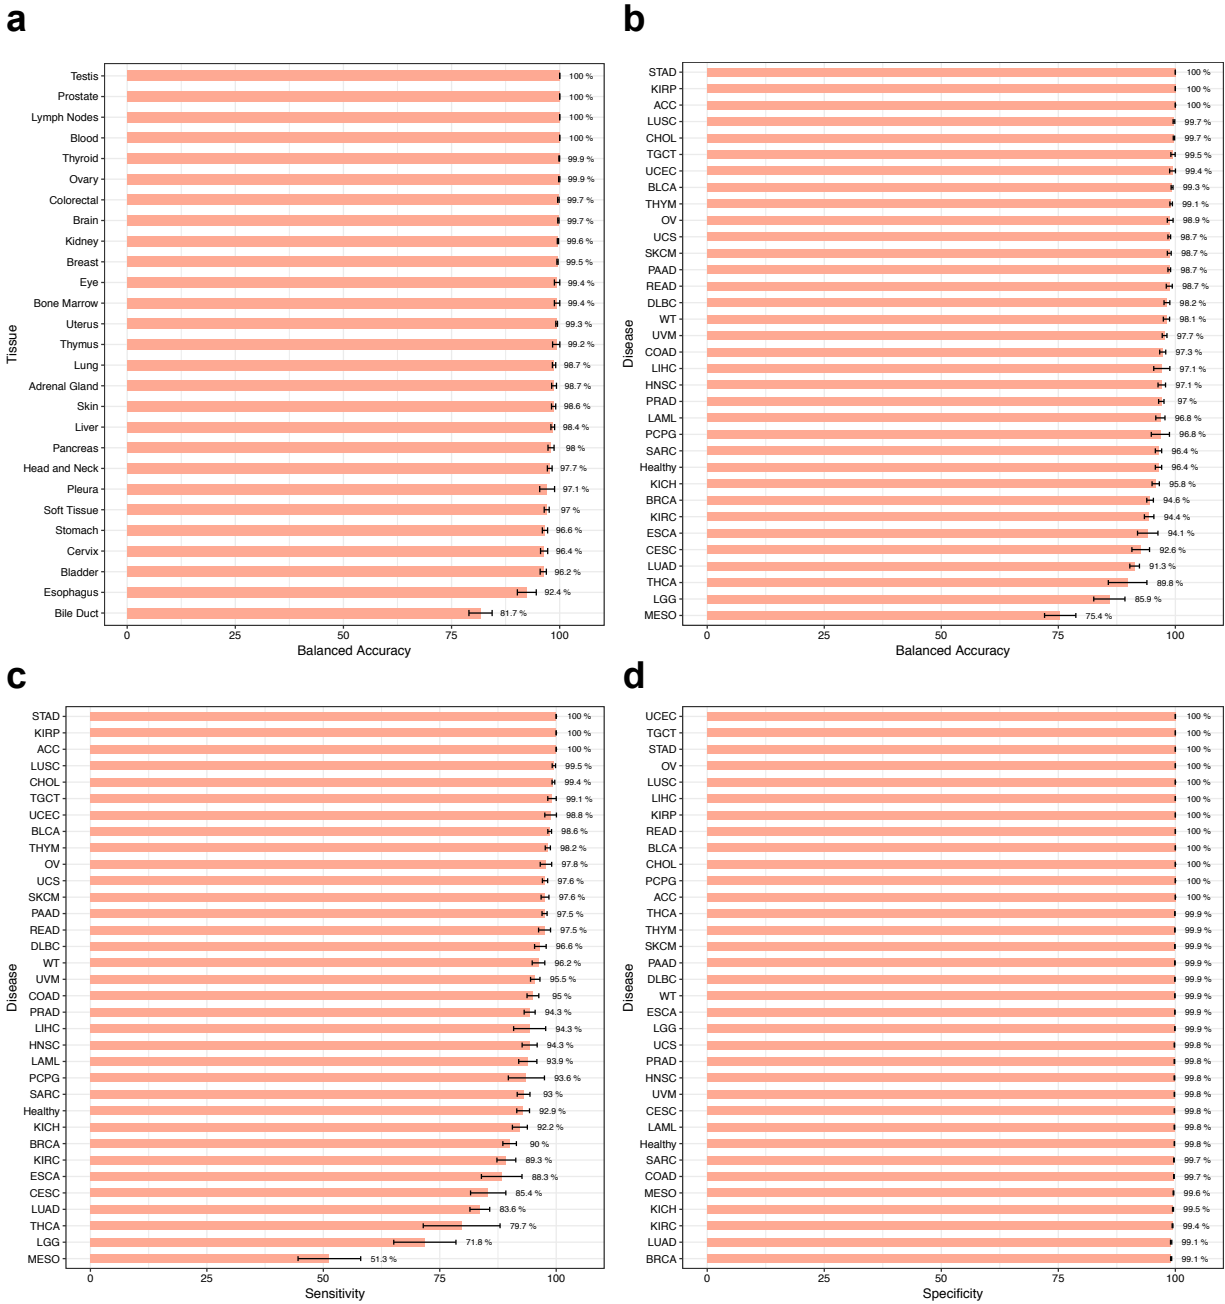 a
Testis 100 %
Prostate 100 %
Lymph Nodes 100 %
Blood 100 %
Thyroid 99.9 %
Ovary 99.9 %
Colorectal 99.7 %
Brain 99.7 %
Kidney 99.6 %
Breast 99.5 %
Eye 99.4 %
Bone Marrow 99.4 %
Uterus 99.3 %
Thymus 99.2 %
Lung 98.7 %
Adrenal Gland 98.7 %
Skin 98.6 %
Liver 98.4 %
Pancreas 98 %
Head and Neck 97.7 %
Pleura 97.1 %
Soft Tissue 97 %
Stomach 96.6 %
Cervix 96.4 %
Bladder 96.2 %
Esophagus 92.4 %
Bile Duct 81.7 %
Tissue
0 25 50 75 100
Balanced Accuracy
b
STAD 100 %
KIRP 100 %
ACC 100 %
LUSC 99.7 %
CHOL 99.7 %
TGCT 99.5 %
UCEC 99.4 %
BLCA 99.3 %
THYM 99.1 %
OV 98.9 %
UCS 98.7 %
SKCM 98.7 %
PAAD 98.7 %
READ 98.7 %
DLBC 98.2 %
WT 98.1 %
UVM 97.7 %
COAD 97.3 %
LIHC 97.1 %
HNSC 97.1 %
PRAD 97 %
LAML 96.8 %
PCPG 96.8 %
SARC 96.4 %
Healthy 96.4 %
KICH 95.8 %
BRCA 94.6 %
KIRC 94.4 %
ESCA 94.1 %
CESC 92.6 %
LUAD 91.3 %
THCA 89.8 %
LGG 85.9 %
MESO 75.4 %
Disease
0 25 50 75 100
Balanced Accuracy
c
STAD 100 %
KIRP 100 %
ACC 100 %
LUSC 99.5 %
CHOL 99.4 %
TGCT 99.1 %
UCEC 98.8 %
BLCA 98.6 %
THYM 98.2 %
OV 97.8 %
UCS 97.6 %
SKCM 97.6 %
PAAD 97.5 %
READ 97.5 %
DLBC 96.6 %
WT 96.2 %
UVM 95.5 %
COAD 95 %
PRAD 94.3 %
LIHC 94.3 %
HNSC 94.3 %
LAML 93.9 %
PCPG 93.6 %
SARC 93 %
Healthy 92.9 %
KICH 92.2 %
BRCA 90 %
KIRC 89.3 %
ESCA 88.3 %
CESC 85.4 %
LUAD 83.6 %
THCA 79.7 %
LGG 71.8 %
MESO 51.3 %
Disease
0 25 50 75 100
Sensitivity
d
UCEC 100 %
TGCT 100 %
STAD 100 %
OV 100 %
LUSC 100 %
LIHC 100 %
KIRP 100 %
READ 100 %
BLCA 100 %
CHOL 100 %
PCPG 100 %
ACC 100 %
THCA 99.9 %
THYM 99.9 %
SKCM 99.9 %
PAAD 99.9 %
DLBC 99.9 %
WT 99.9 %
ESCA 99.9 %
LGG 99.9 %
UCS 99.8 %
PRAD 99.8 %
HNSC 99.8 %
UVM 99.8 %
CESC 99.8 %
LAML 99.8 %
Healthy 99.8 %
SARC 99.7 %
COAD 99.7 %
MESO 99.6 %
KICH 99.5 %
KIRC 99.4 %
LUAD 99.1 %
BRCA 99.1 %
Disease
0 25 50 75 100
Specificity